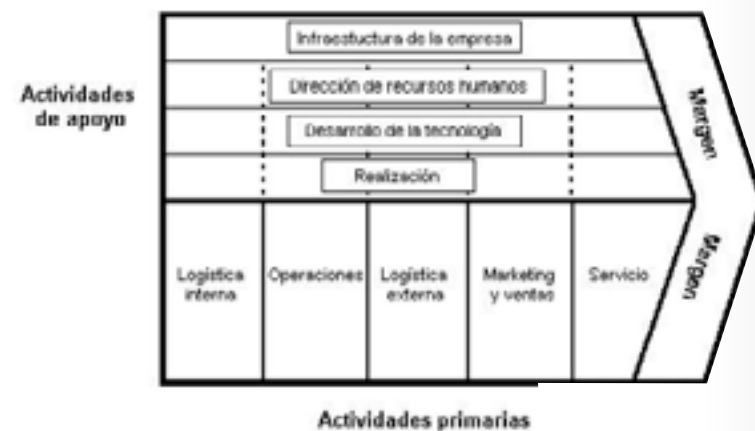 Infraestuctura de la empresa
Dirección de recursos humanos
Actividades
de apoyo
Desarrollo de la tecnología
Realización
Margen
Margen
Logística
interna
Operaciones
Logística
externa
Marketing
y ventas
Servicio
Actividades primarias